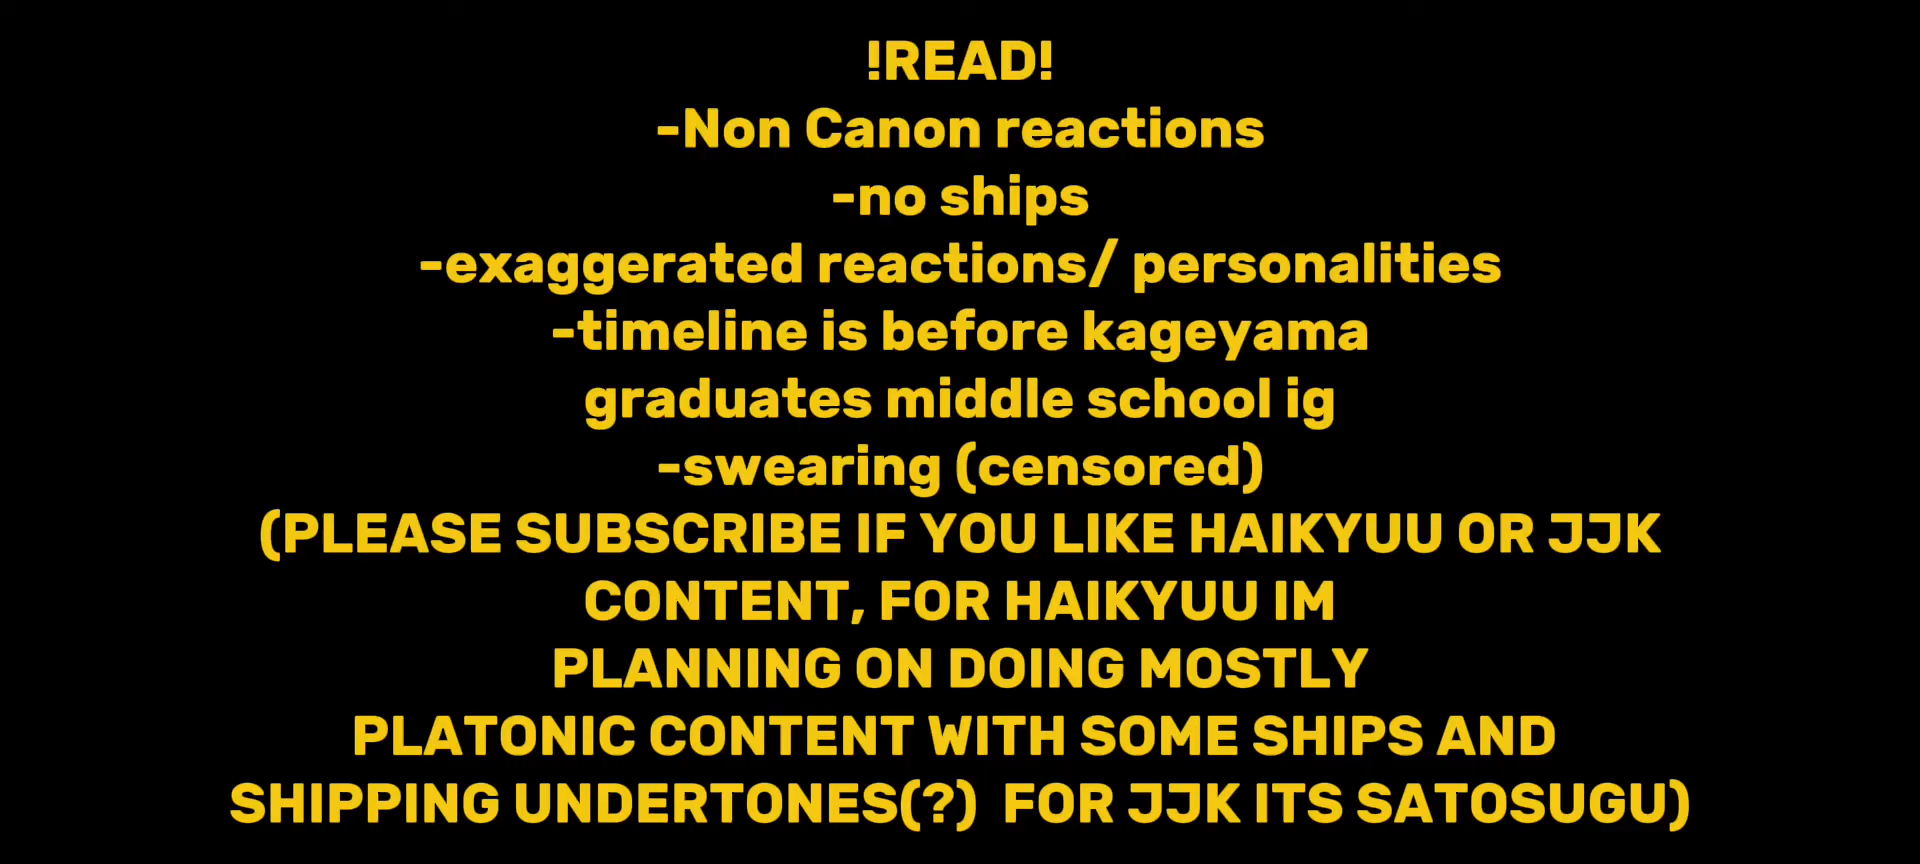 !READ!
-Non Canon reactions
-no ships
-exaggerated reactions/ personalities
-timeline is before kageyama
graduates middle school ig
-swearing (censored)
(PLEASE SUBSCRIBE IF YOU LIKE HAIKYUU OR JJK
CONTENT, FOR HAIKYUU IM
PLANNING ON DOING MOSTLY
PLATONIC CONTENT WITH SOME SHIPS AND
SHIPPING UNDERTONES(?) FOR JJK ITS SATOSUGU)